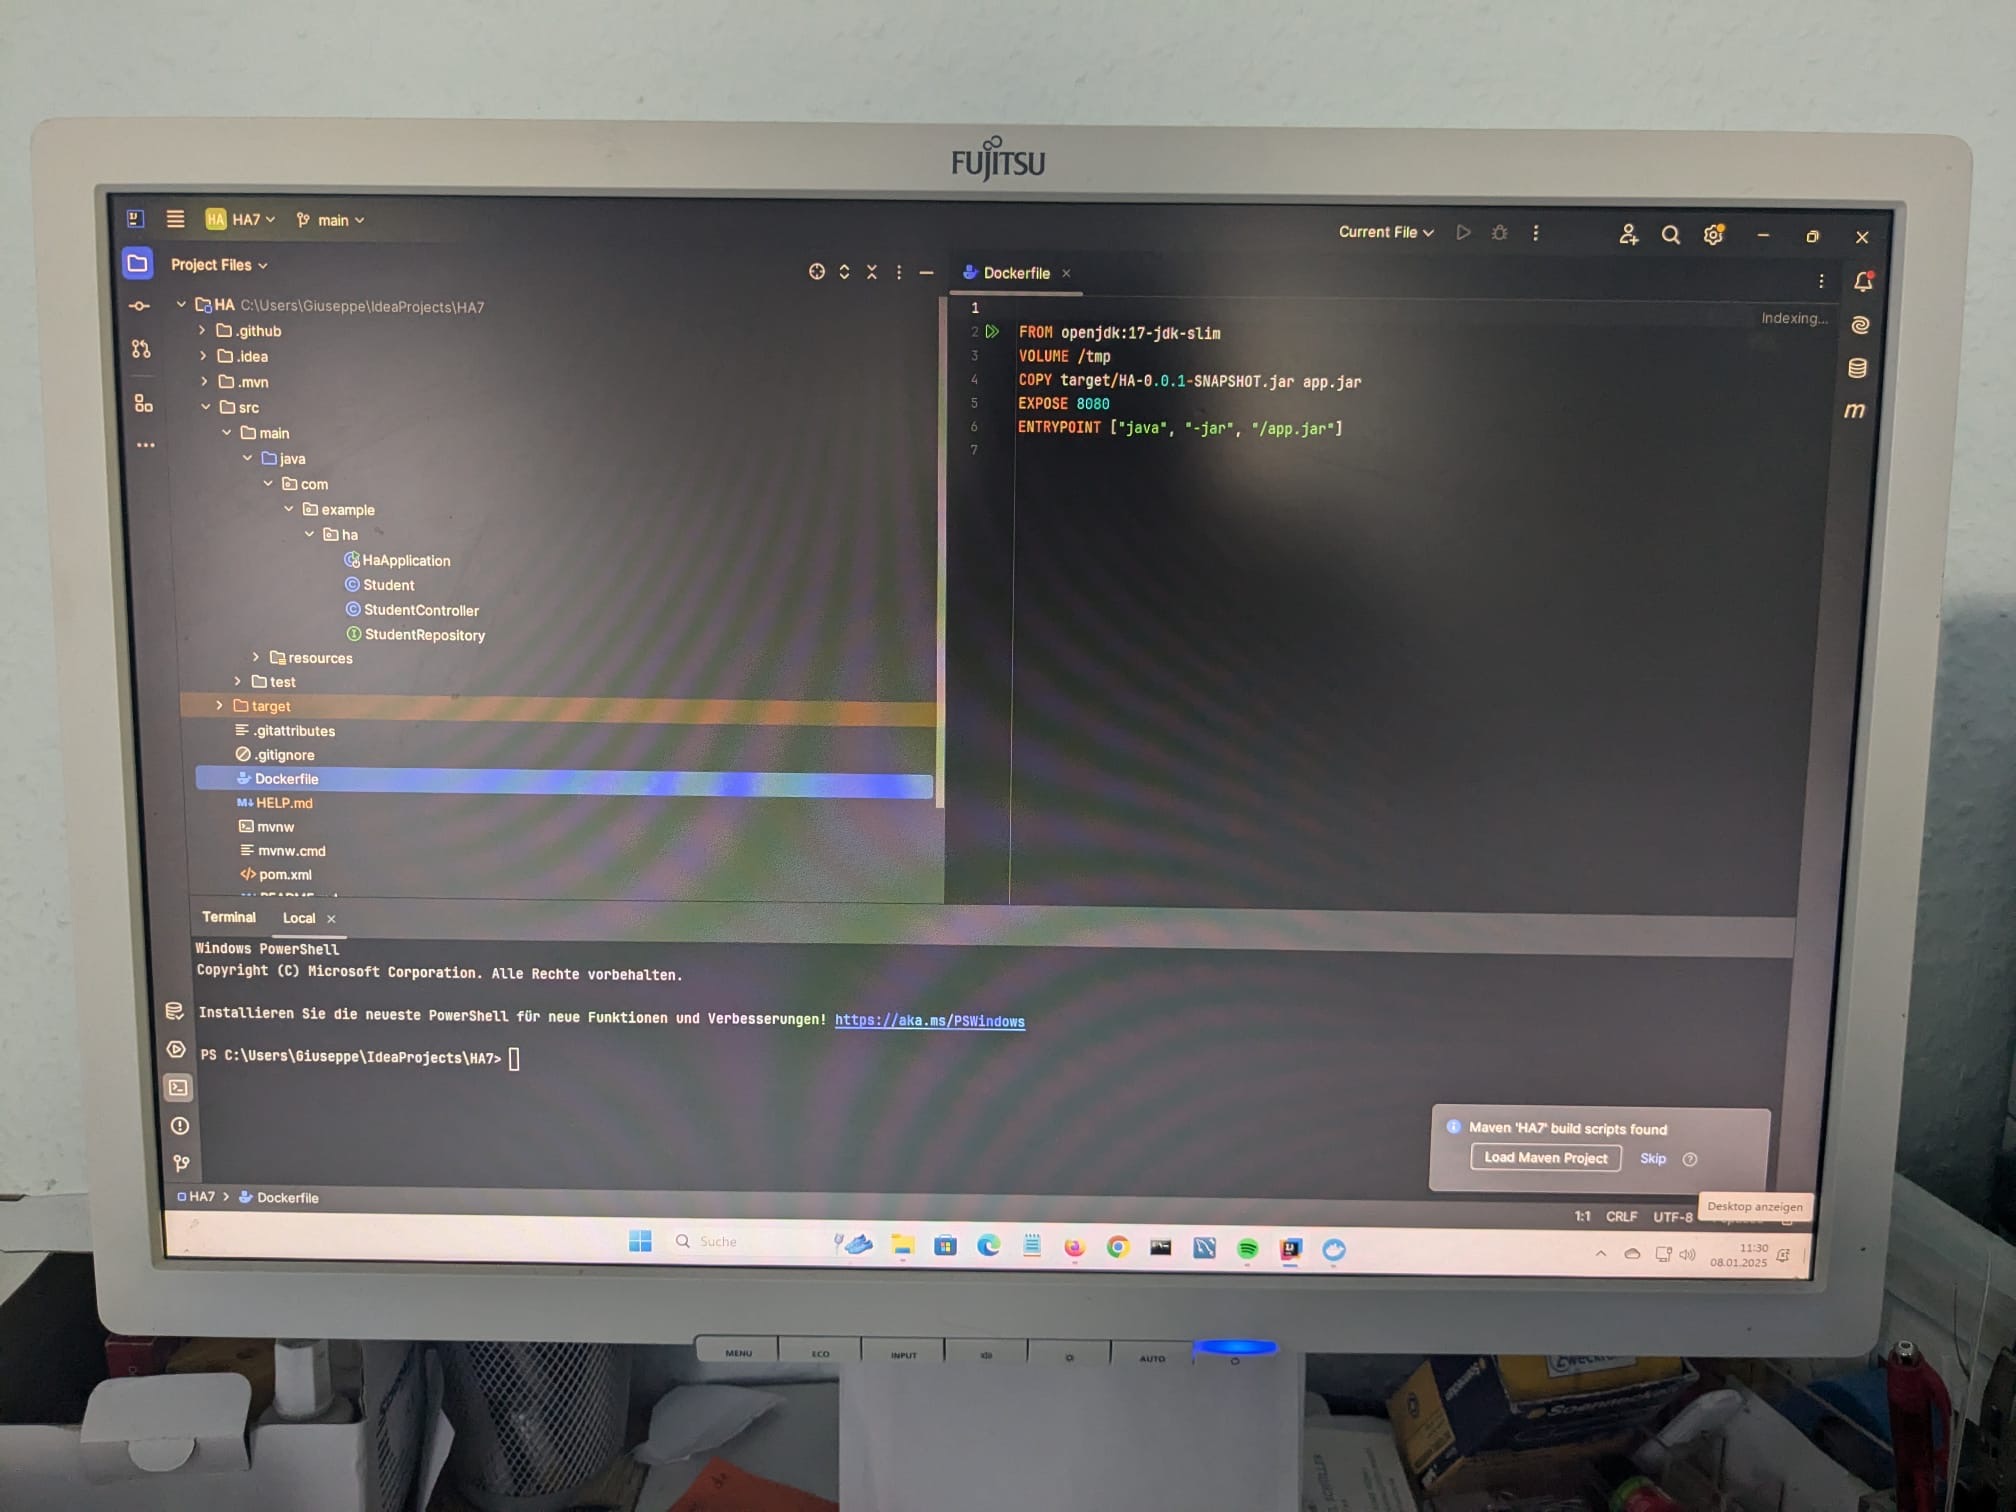 FUJITSU
HA HA7 main
Current File
Project Files
Dockerfile
HA C:\Users\Giuseppe\IdeaProjects\HA7
.github
.idea
.mvn
src
main
java
com
example
ha
HaApplication
Student
StudentController
StudentRepository
resources
test
target
.gitattributes
.gitignore
Dockerfile
HELP.md
mvnw
mvnw.cmd
pom.xml
1
Indexing...
2 FROM openjdk:17-jdk-slim
3 VOLUME /tmp
4 COPY target/HA-0.0.1-SNAPSHOT.jar app.jar
5 EXPOSE 8080
6 ENTRYPOINT ["java", "-jar", "/app.jar"]
7
m
Terminal Local
Windows PowerShell
Copyright (C) Microsoft Corporation. Alle Rechte vorbehalten.
Installieren Sie die neueste PowerShell für neue Funktionen und Verbesserungen! https://aka.ms/PSWindows
PS C:\Users\Giuseppe\IdeaProjects\HA7>
Maven 'HA7' build scripts found
Load Maven Project Skip
HA7 > Dockerfile
1:1 CRLF UTF-8
Desktop anzeigen
Suche
11:30
08.01.2025
MENU ECO INPUT AUTO